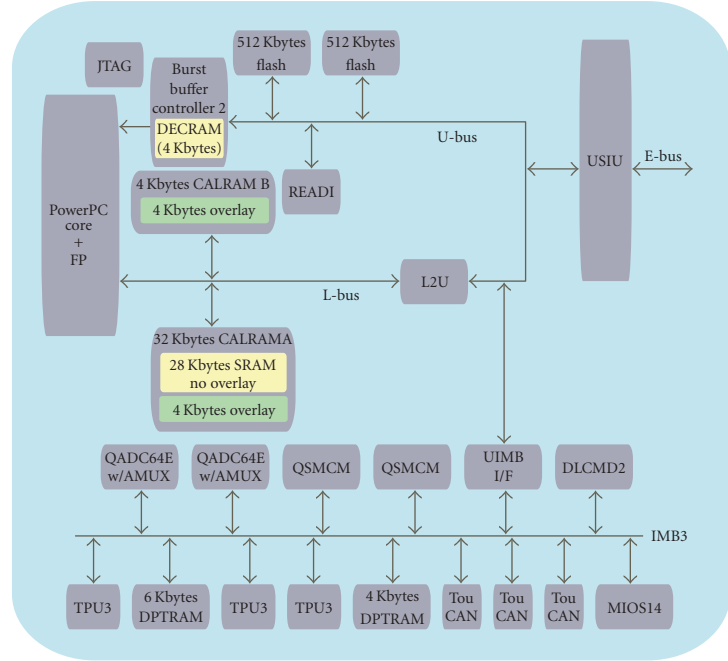 JTAG
Burst
buffer
controller 2
DECRAM
(4 Kbytes)
512 Kbytes
flash
512 Kbytes
flash
U-bus
READI
USIU
E-bus
PowerPC
core
+
FP
4 Kbytes CALRAM B
4 Kbytes overlay
L-bus
L2U
32 Kbytes CALRAMA
28 Kbytes SRAM
no overlay
4 Kbytes overlay
QADC64E
w/AMUX
QADC64E
w/AMUX
QSMCM
QSMCM
UIMB
I/F
DLCMD2
IMB3
TPU3
6 Kbytes
DPTRAM
TPU3
TPU3
4 Kbytes
DPTRAM
Tou
CAN
Tou
CAN
Tou
CAN
MIOS14